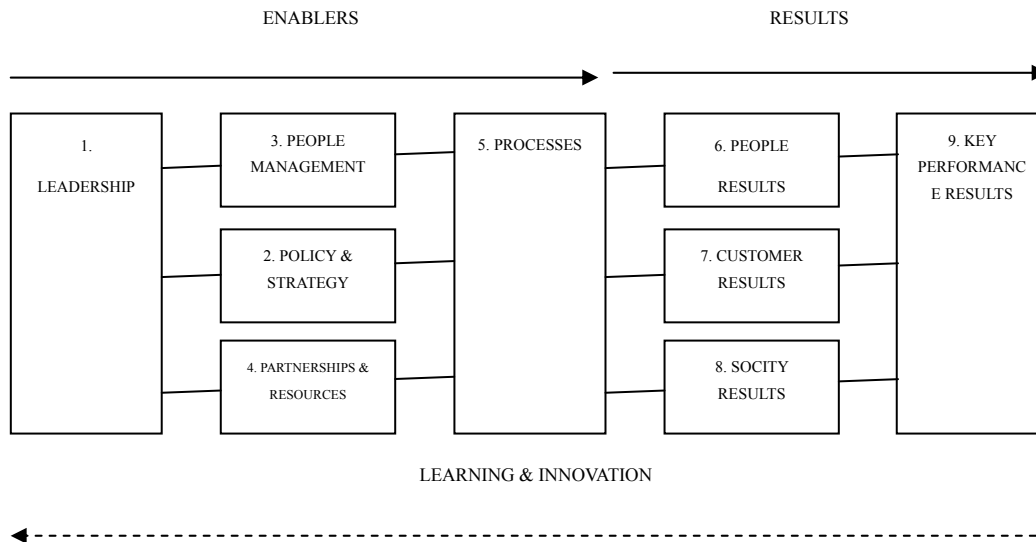 ENABLERS
RESULTS
1.
LEADERSHIP
3. PEOPLE
MANAGEMENT
2. POLICY &
STRATEGY
4. PARTNERSHIPS &
RESOURCES
5. PROCESSES
6. PEOPLE
RESULTS
7. CUSTOMER
RESULTS
8. SOCITY
RESULTS
9. KEY
PERFORMANC
E RESULTS
LEARNING & INNOVATION